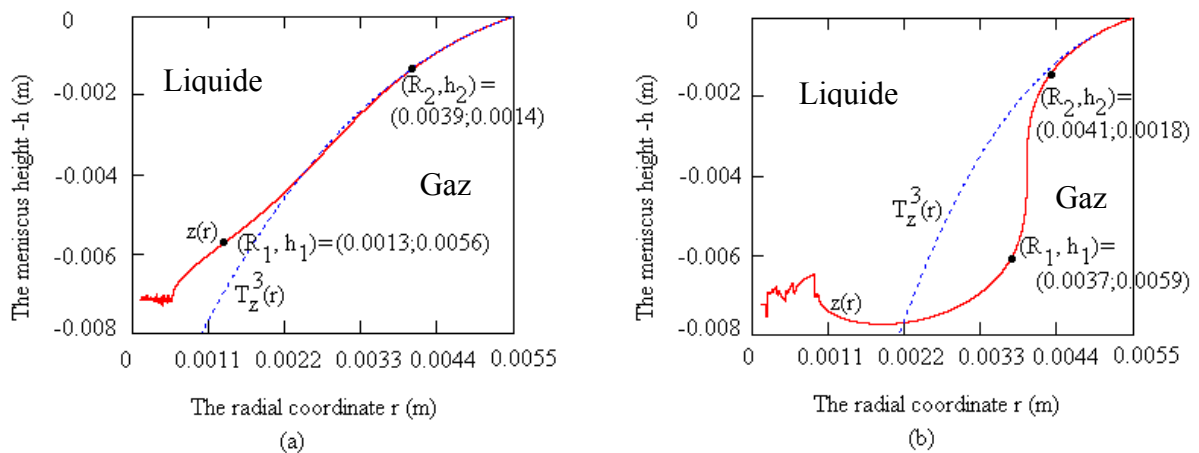 The meniscus height -h (m)
0
-0.002
-0.004
-0.006
-0.008
Liquide
(R₂,h₂)=
(0.0039;0.0014)
Gaz
z(r)
(R₁, h₁)=(0.0013;0.0056)
T_z^3(r)
0 0.0011 0.0022 0.0033 0.0044 0.0055
The radial coordinate r (m)
(a)
The meniscus height -h (m)
0
-0.002
-0.004
-0.006
-0.008
Liquide
(R₂,h₂)=
(0.0041;0.0018)
Gaz
T_z^3(r)
(R₁, h₁)=
(0.0037;0.0059)
z(r)
0 0.0011 0.0022 0.0033 0.0044 0.0055
The radial coordinate r (m)
(b)